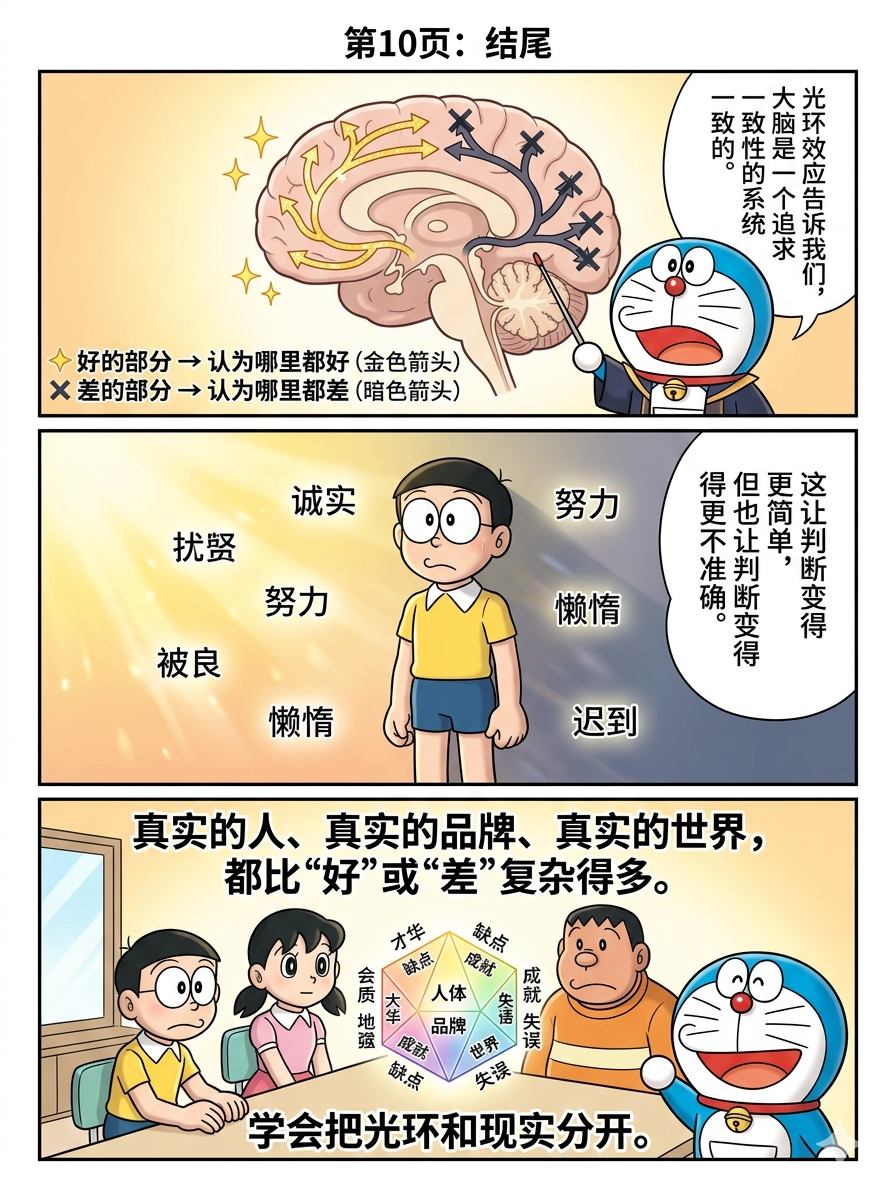 第10页：结尾
光环效应告诉我们，
大脑是一个追求
一致性的系统
一致的。
好的部分 → 认为哪里都好 (金色箭头)
✖ 差的部分 → 认为哪里都差 (暗色箭头)
诚实
扰贤
努力
被良
懒惰
努力
懒惰
迟到
这让判断变得
更简单，
但也让判断变得
得更不准确。
真实的人、真实的品牌、真实的世界，
都比“好”或“差”复杂得多。
才华
缺点
缺点
成就
会质
地强
大华
人体
品牌
失语
成就
失误
成就
世界
缺点
失误
学会把光环和现实分开。